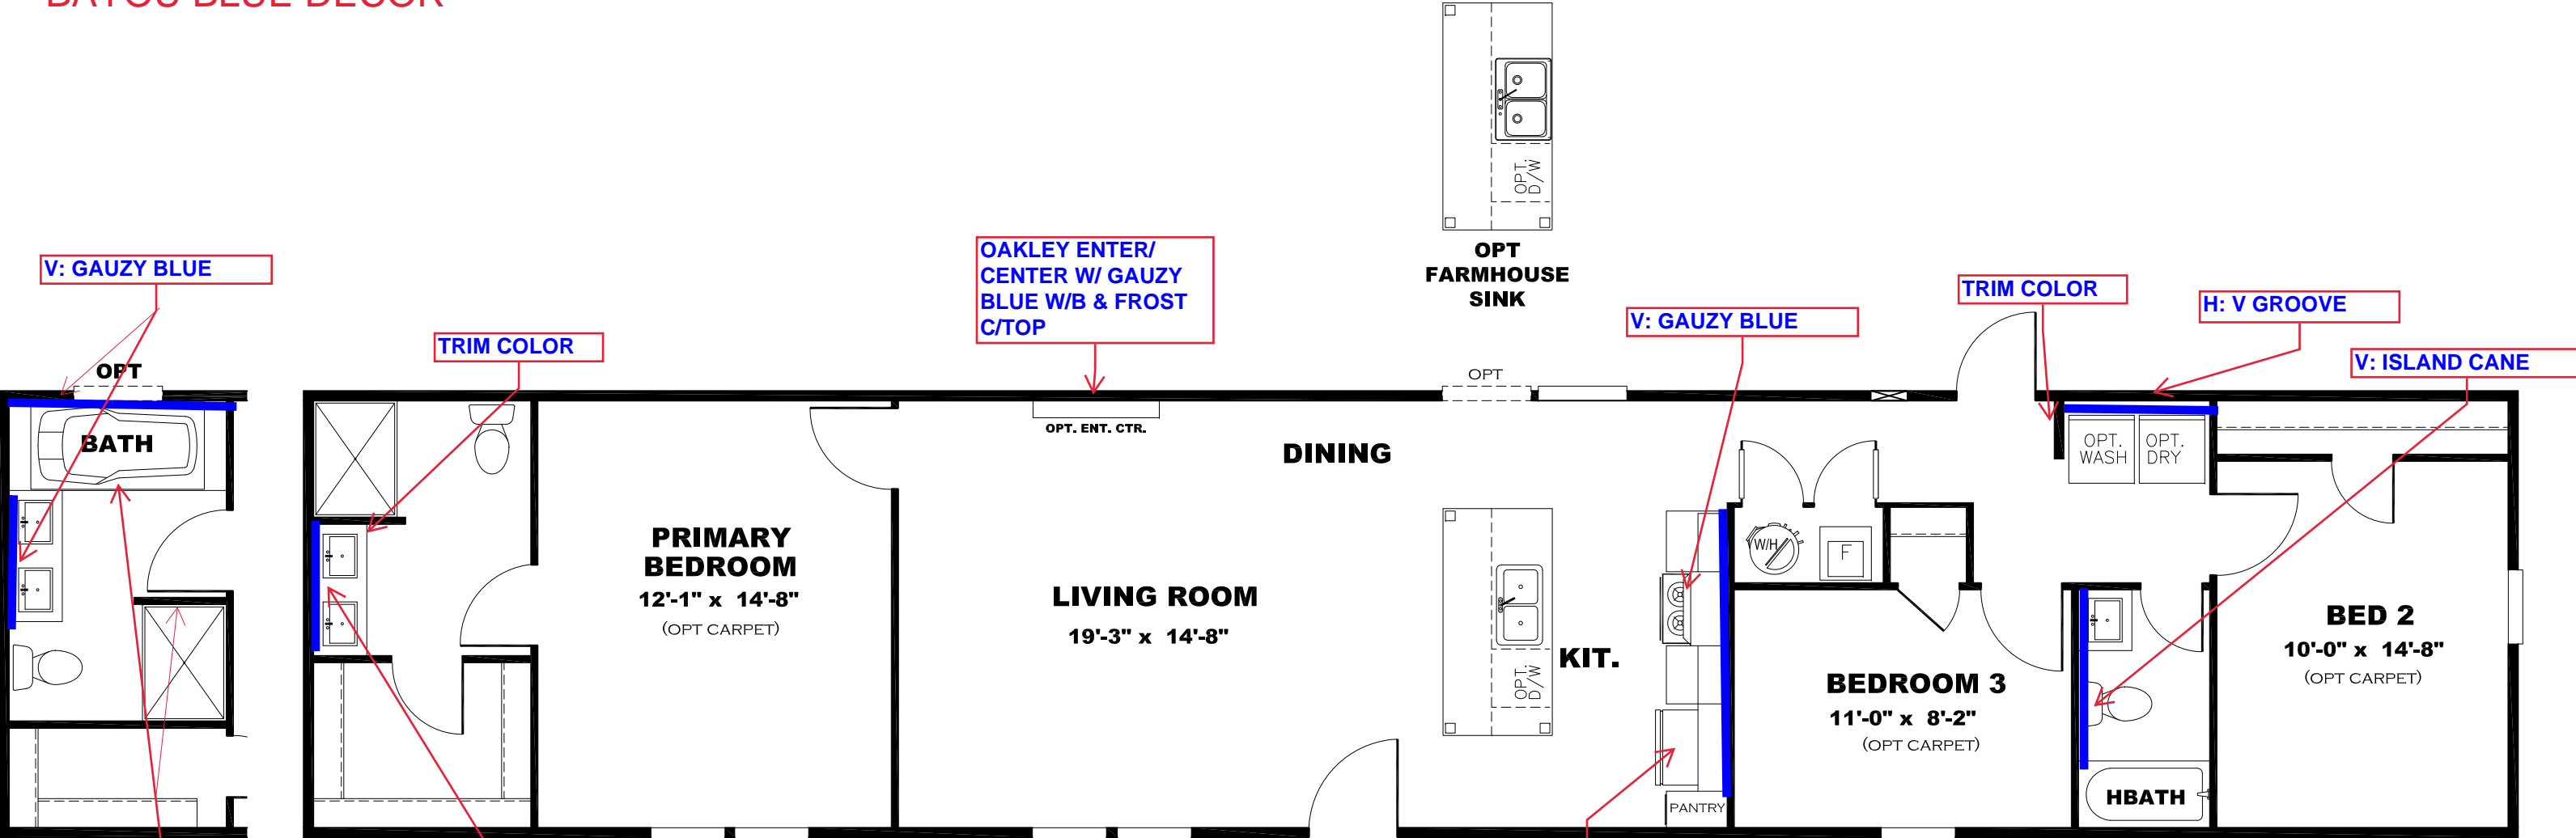 BAYOU BLUE DECOR
OPT
FARMHOUSE
SINK
OPT.
D/W
V: GAUZY BLUE
OAKLEY ENTER/
CENTER W/ GAUZY
BLUE W/B & FROST
C/TOP
TRIM COLOR
V: GAUZY BLUE
TRIM COLOR
H: V GROOVE
V: ISLAND CANE
OPT
BATH
OPT. ENT. CTR.
OPT
DINING
OPT.
WASH
OPT.
DRY
PRIMARY
BEDROOM
12'-1" x 14'-8"
(OPT CARPET)
LIVING ROOM
19'-3" x 14'-8"
OPT.
D/W
KIT.
PANTRY
W/H
F
BEDROOM 3
11'-0" x 8'-2"
(OPT CARPET)
HBATH
BED 2
10'-0" x 14'-8"
(OPT CARPET)